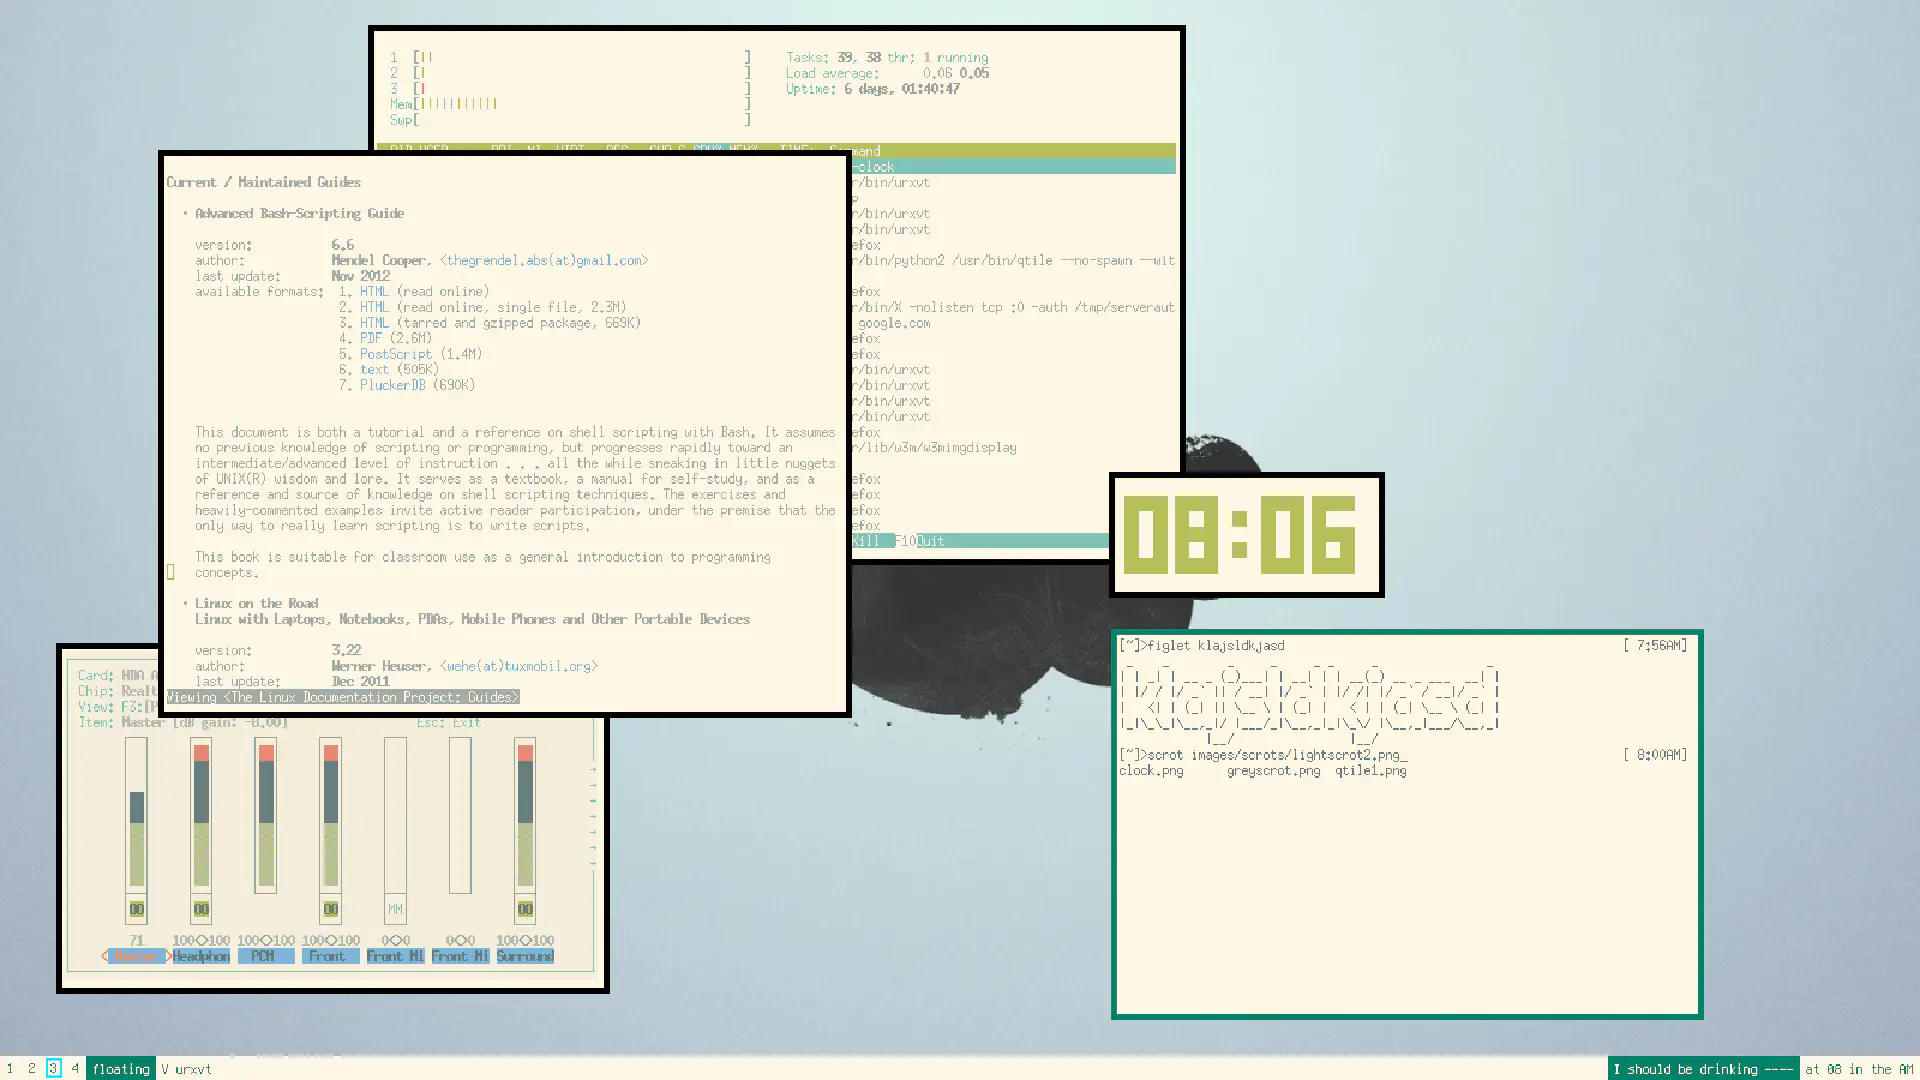 1 [|| ]
2 [| ]
3 [| ]
Mem[||||||||||| ]
Swp[ ]
Tasks: 39, 38 thr; 1 running
Load average: 0.06 0.05
Uptime: 6 days, 01:40:47
mand
-clock
r/bin/urxvt
p
r/bin/urxvt
r/bin/urxvt
efox
r/bin/python2 /usr/bin/qtile --no-spawn --wit
efox
r/bin/X -nolisten tcp :0 -auth /tmp/serveraut
google.com
efox
efox
r/bin/urxvt
r/bin/urxvt
r/bin/urxvt
r/bin/urxvt
efox
r/lib/w3m/w3mimgdisplay
efox
efox
efox
efox
Kill F10Quit
Current / Maintained Guides
• Advanced Bash-Scripting Guide
version: 6.6
author: Mendel Cooper, <thegrendel.abs(at)gmail.com>
last update: Nov 2012
available formats: 1. HTML (read online)
2. HTML (read online, single file, 2.3M)
3. HTML (tarred and gzipped package, 669K)
4. PDF (2.6M)
5. PostScript (1.4M)
6. text (505K)
7. PluckerDB (690K)
This document is both a tutorial and a reference on shell scripting with Bash. It assumes
no previous knowledge of scripting or programming, but progresses rapidly toward an
intermediate/advanced level of instruction . . . all the while sneaking in little nuggets
of UNIX(R) wisdom and lore. It serves as a textbook, a manual for self-study, and as a
reference and source of knowledge on shell scripting techniques. The exercises and
heavily-commented examples invite active reader participation, under the premise that the
only way to really learn scripting is to write scripts.
This book is suitable for classroom use as a general introduction to programming
concepts.
• Linux on the Road
Linux with Laptops, Notebooks, PDAs, Mobile Phones and Other Portable Devices
version: 3.22
author: Werner Heuser, <wehe(at)tuxmobil.org>
last update: Dec 2011
Viewing <The Linux Documentation Project: Guides>
08:06
Card: HDA
Chip: Realt
View: F3:[P
Item: Master [dB gain: -8.00] Esc: Exit
00 00 00 MM 00
71 100<>100 100<>100 100<>100 0<>0 0<>0 100<>100
< Master > Headphon PCM Front Front Mi Front Mi Surround
[~]>figlet klajsldkjasd [ 7:56AM]
klajsldkjasd
[~]>scrot images/scrots/lightscrot2.png_ [ 8:00AM]
clock.png greyscrot.png qtile1.png
1 2 3 4 floating V urxvt I should be drinking ---- at 08 in the AM